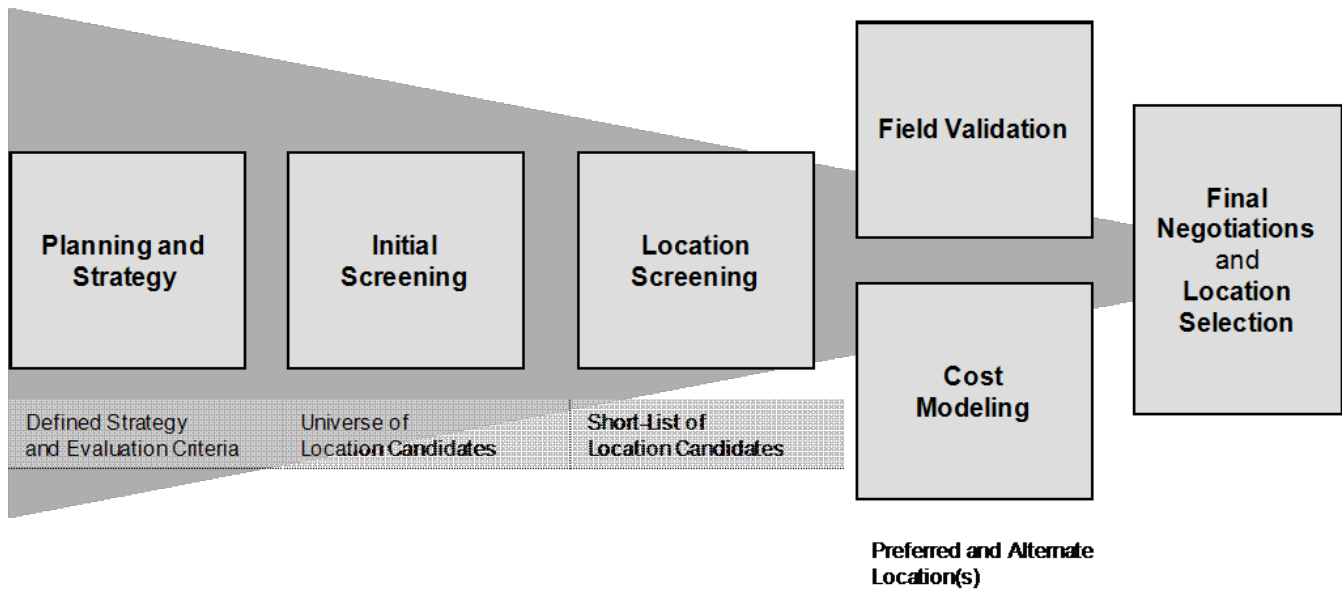 Planning and
Strategy
Initial
Screening
Location
Screening
Field Validation
Cost
Modeling
Final
Negotiations
and
Location
Selection
Defined Strategy
and Evaluation Criteria
Universe of
Location Candidates
Short-List of
Location Candidates
Preferred and Alternate
Location(s)